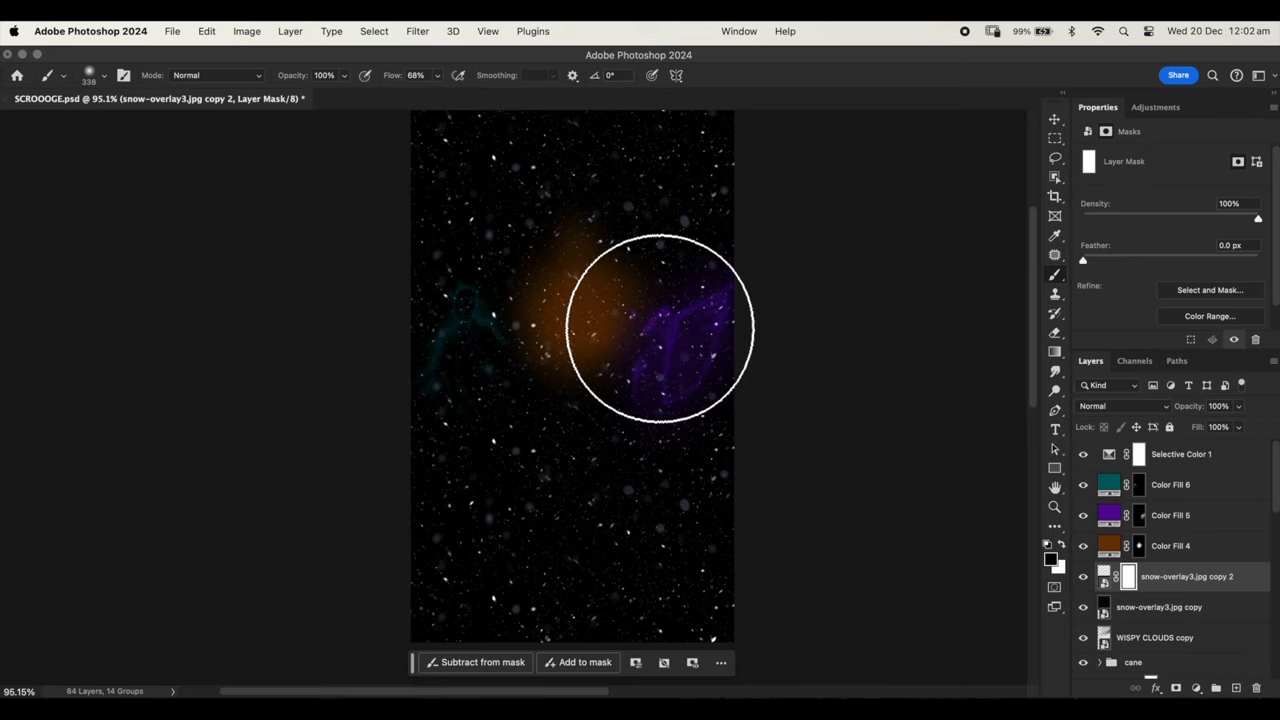 Adobe Photoshop 2024 File Edit Image Layer Type Select Filter 3D View Plugins Window Help 99% Wed 20 Dec 12:02am
Adobe Photoshop 2024
338 Mode: Normal Opacity: 100% Flow: 68% Smoothing: 0° Share
SCROOOGE.psd @ 95.1% (snow-overlay3.jpg copy 2, Layer Mask/8) *
Properties Adjustments
Masks
Layer Mask
Density: 100%
Feather: 0.0 px
Refine: Select and Mask...
Color Range...
Layers Channels Paths
Kind
Normal Opacity: 100%
Lock: Fill: 100%
Selective Color 1
Color Fill 6
Color Fill 5
Color Fill 4
snow-overlay3.jpg copy 2
snow-overlay3.jpg copy
WISPY CLOUDS copy
cane
Subtract from mask Add to mask
95.15% 84 Layers, 14 Groups
fx